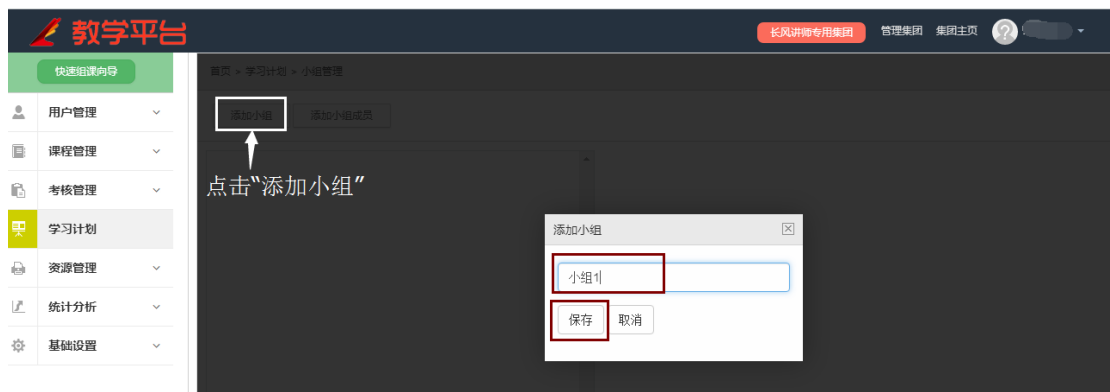 教学平台
长风讲师专用集团 管理集团 集团主页
快速组课向导
首页 » 学习计划 » 小组管理
用户管理
添加小组 添加小组成员
课程管理
考核管理
点击“添加小组”
学习计划
添加小组
资源管理
小组1
统计分析
保存 取消
基础设置